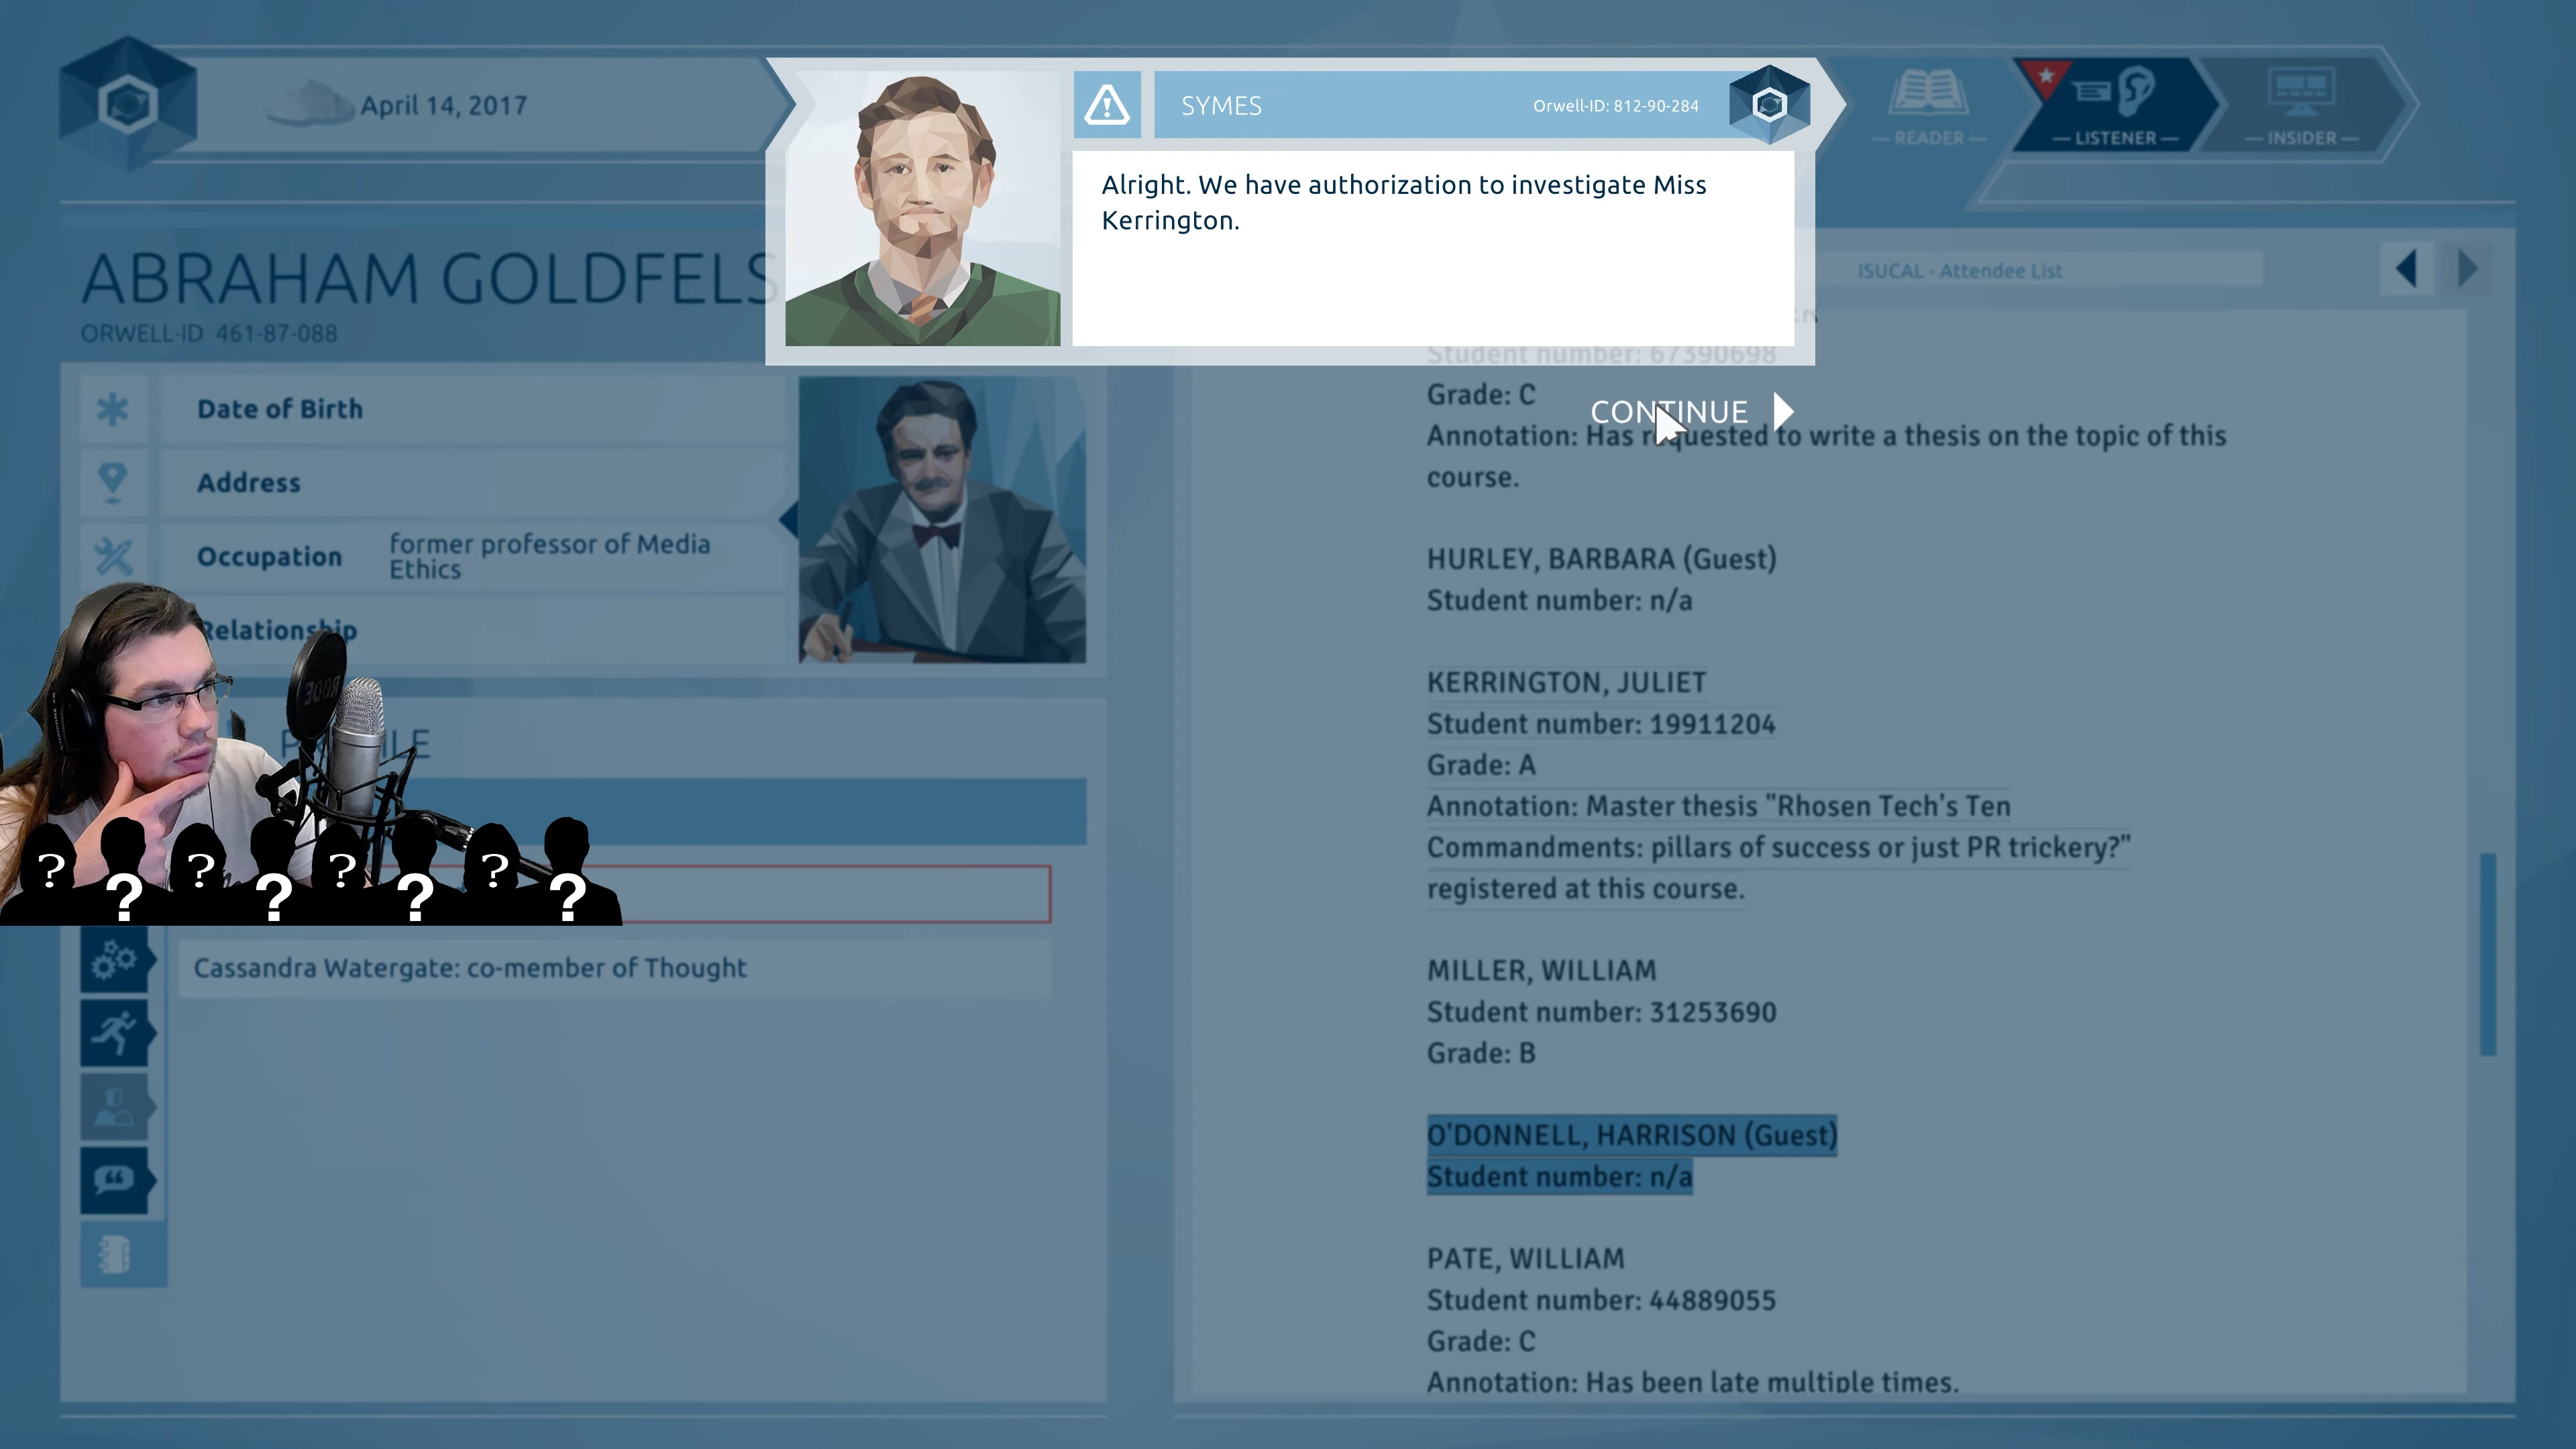 April 14, 2017
SYMES
Orwell-ID: 812-90-284
Alright. We have authorization to investigate Miss
Kerrington.
CONTINUE
— READER —
— LISTENER —
— INSIDER —
ABRAHAM GOLDFELS
ORWELL-ID 461-87-088
Date of Birth
Address
Occupation
former professor of Media
Ethics
Relationship
Cassandra Watergate: co-member of Thought
RODE
? ? ? ? ? ? ? ?
ISUCAL - Attendee List
Student number: 67390698
Grade: C
Annotation: Has requested to write a thesis on the topic of this
course.
HURLEY, BARBARA (Guest)
Student number: n/a
KERRINGTON, JULIET
Student number: 19911204
Grade: A
Annotation: Master thesis "Rhosen Tech's Ten
Commandments: pillars of success or just PR trickery?"
registered at this course.
MILLER, WILLIAM
Student number: 31253690
Grade: B
O'DONNELL, HARRISON (Guest)
Student number: n/a
PATE, WILLIAM
Student number: 44889055
Grade: C
Annotation: Has been late multiple times.